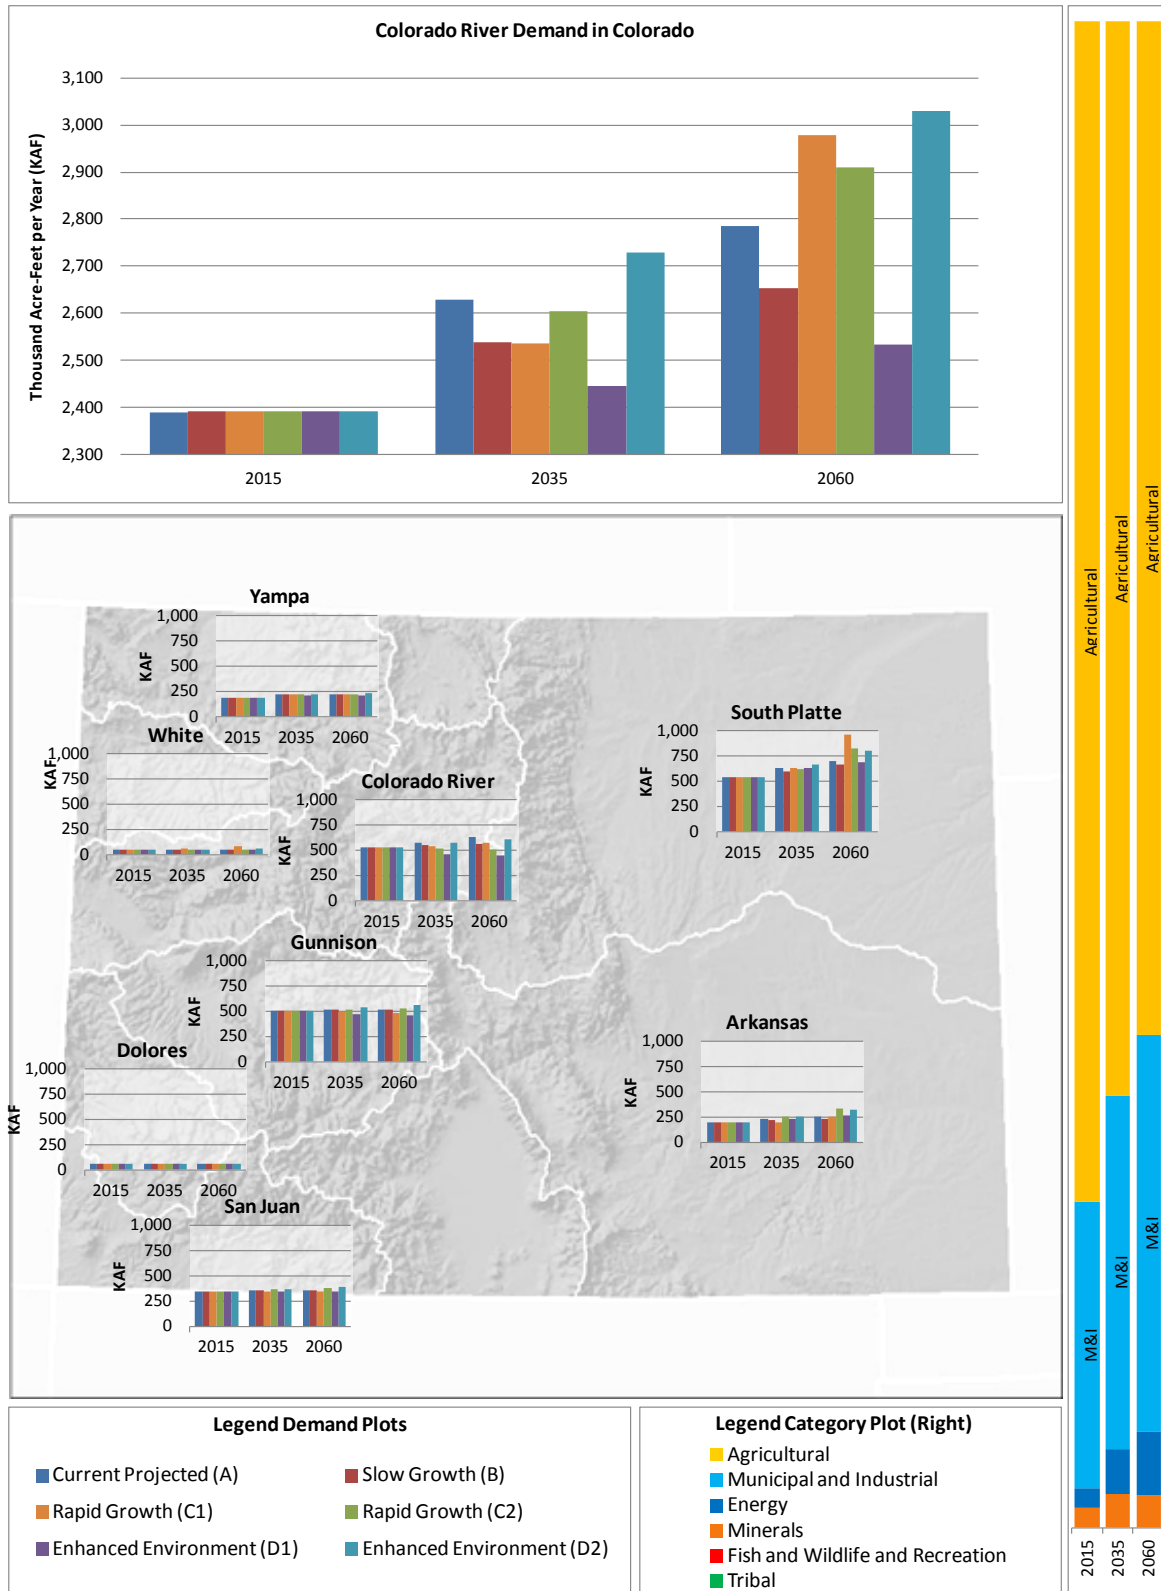 Colorado River Demand in Colorado
Thousand Acre-Feet per Year (KAF)
3,100
3,000
2,900
2,800
2,700
2,600
2,500
2,400
2,300
2015
2035
2060
Yampa
KAF
1,000
750
500
250
0
2015 2035 2060
White
KAF
1,000
750
500
250
0
2015 2035 2060
Colorado River
KAF
1,000
750
500
250
0
2015 2035 2060
South Platte
KAF
1,000
750
500
250
0
2015 2035 2060
Gunnison
KAF
1,000
750
500
250
0
2015 2035 2060
Dolores
KAF
1,000
750
500
250
0
2015 2035 2060
Arkansas
KAF
1,000
750
500
250
0
2015 2035 2060
San Juan
KAF
1,000
750
500
250
0
2015 2035 2060
Legend Demand Plots
Current Projected (A)
Slow Growth (B)
Rapid Growth (C1)
Rapid Growth (C2)
Enhanced Environment (D1)
Enhanced Environment (D2)
Legend Category Plot (Right)
Agricultural
Municipal and Industrial
Energy
Minerals
Fish and Wildlife and Recreation
Tribal
Agricultural
Agricultural
Agricultural
M&I
M&I
M&I
2015
2035
2060